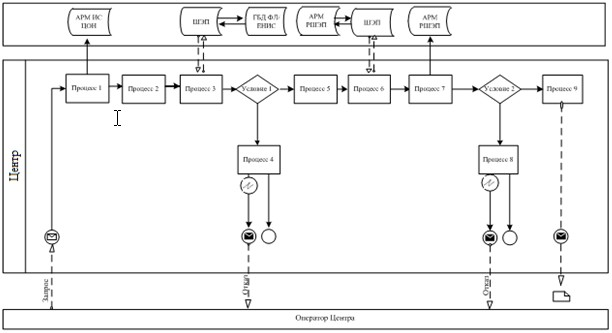 АРМ ИС
ЦОН
ШЭП
ГБД ФЛ/
ЕНИС
АРМ
РШЭП
ШЭП
АРМ
РШЭП
Центр
Процесс 1
Процесс 2
Процесс 3
Условие 1
Процесс 5
Процесс 6
Процесс 7
Условие 2
Процесс 9
Процесс 4
Процесс 8
Запрос
Отказ
Отказ
Оператор Центра